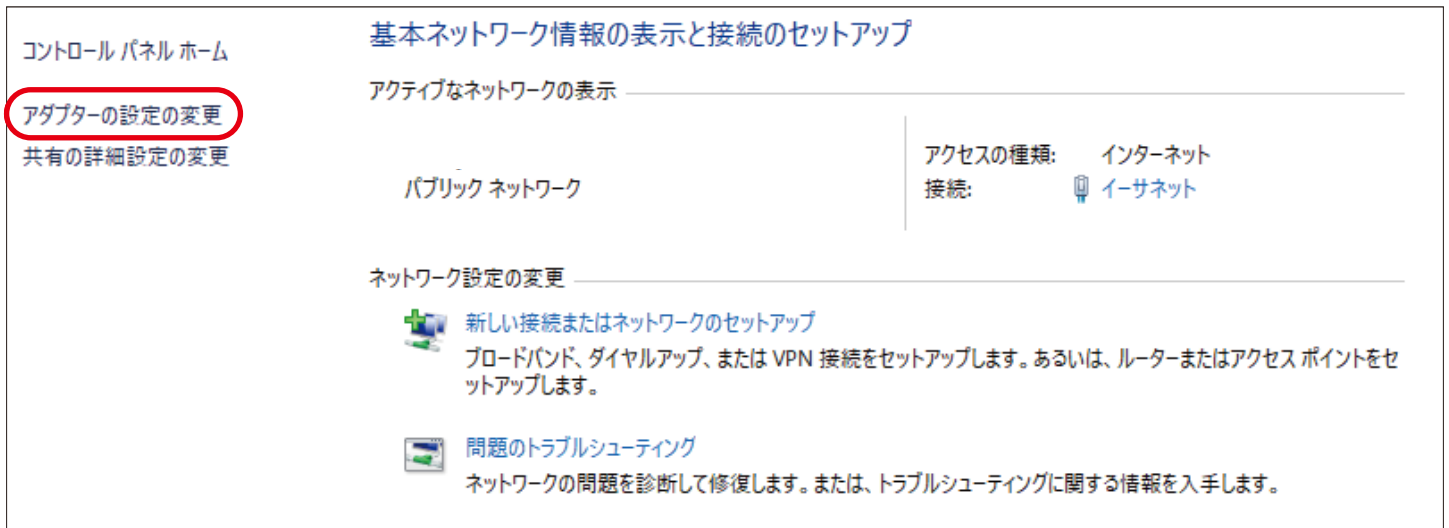 コントロール パネル ホーム
アダプターの設定の変更
共有の詳細設定の変更
基本ネットワーク情報の表示と接続のセットアップ
アクティブなネットワークの表示
パブリック ネットワーク
アクセスの種類: インターネット
接続: イーサネット
ネットワーク設定の変更
新しい接続またはネットワークのセットアップ
ブロードバンド、ダイヤルアップ、または VPN 接続をセットアップします。あるいは、ルーターまたはアクセス ポイントをセ
ットアップします。
問題のトラブルシューティング
ネットワークの問題を診断して修復します。または、トラブルシューティングに関する情報を入手します。